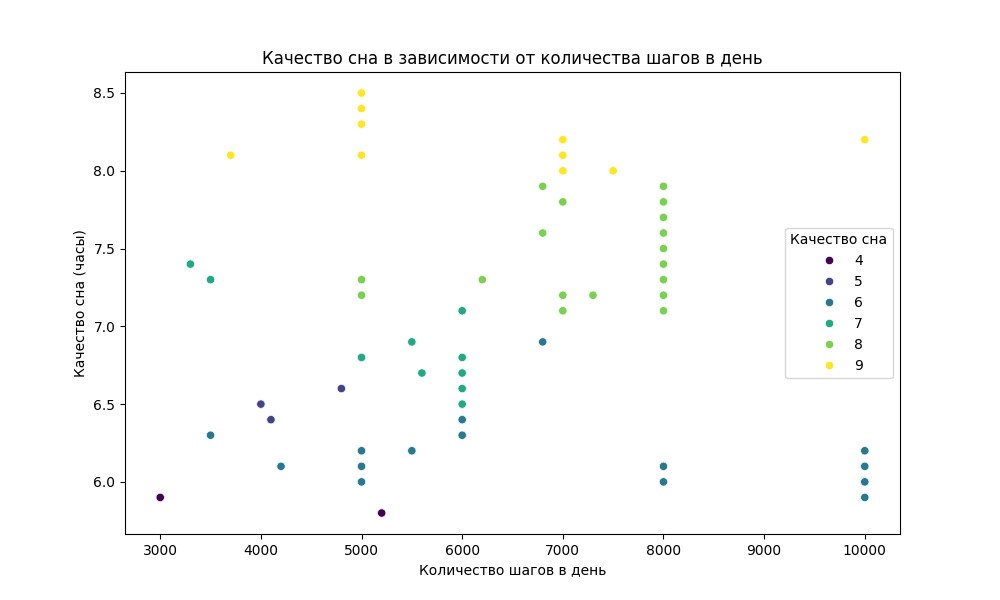 Качество сна в зависимости от количества шагов в день
Качество сна (часы)
8.5
8.0
7.5
7.0
6.5
6.0
3000 4000 5000 6000 7000 8000 9000 10000
Количество шагов в день
Качество сна
4
5
6
7
8
9